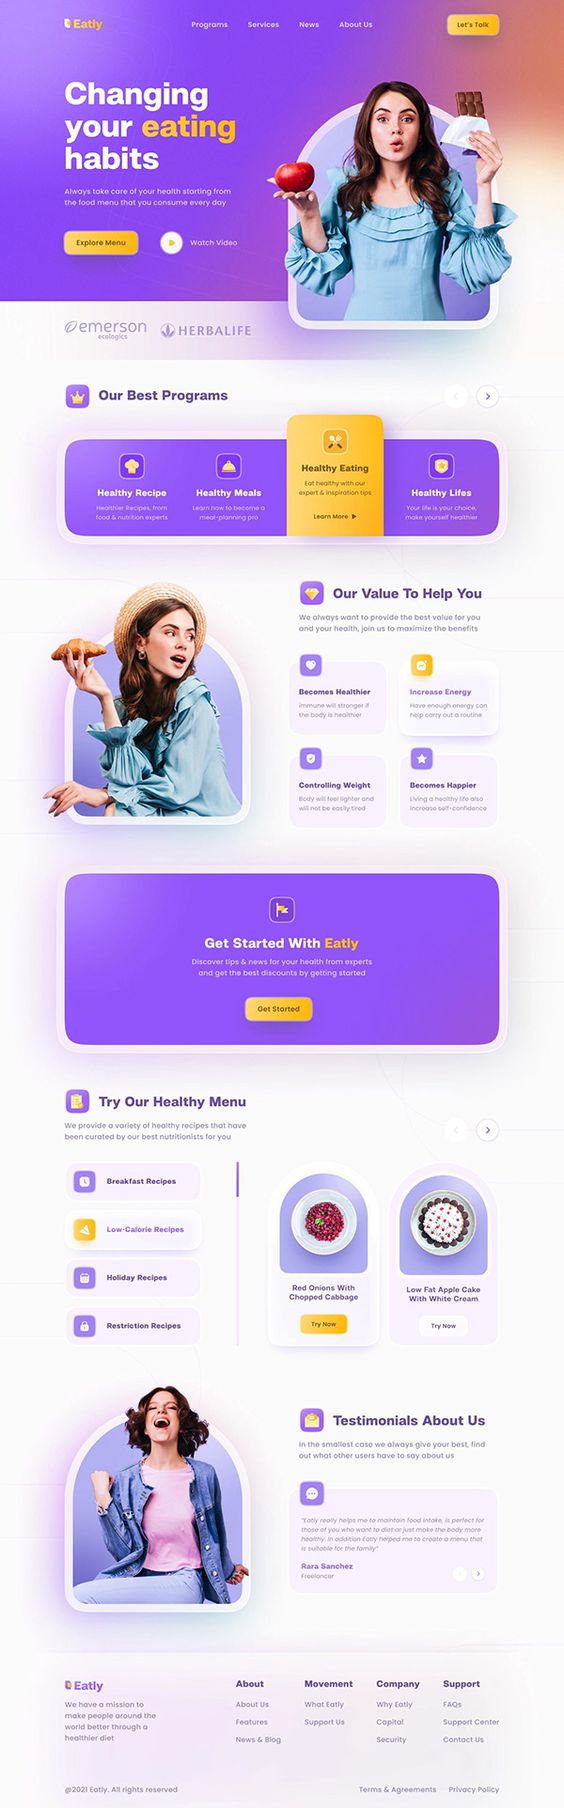 Eatly
Programs Services News About Us
Let's Talk
Changing
your eating
habits
Always take care of your health starting from
the food menu that you consume every day
Explore Menu
Watch Video
emerson
ecologics
HERBALIFE
Our Best Programs
Healthy Recipe
Healthier Recipes, from
food & nutrition experts
Healthy Meals
Learn how to become a
meal-planning pro
Healthy Eating
Eat healthy with our
expert & inspiration tips
Learn More
Healthy Lifes
Your life is your choice,
make yourself healthier
Our Value To Help You
We always want to provide the best value for you
and your health, join us to maximize the benefits
Becomes Healthier
immune will stronger if
the body is healthier
Increase Energy
Have enough energy can
help carry out a routine
Controlling Weight
Body will feel lighter and
will not be easily tired
Becomes Happier
Living a healthy life also
increase self-confidence
Get Started With Eatly
Discover tips & news for your health from experts
and get the best discounts by getting started
Get Started
Try Our Healthy Menu
We provide a variety of healthy recipes that have
been curated by our best nutritionists for you
Breakfast Recipes
Low-Calorie Recipes
Holiday Recipes
Restriction Recipes
Red Onions With
Chopped Cabbage
Try Now
Low Fat Apple Cake
With White Cream
Try Now
Testimonials About Us
In the smallest case we always give your best, find
out what other users have to say about us
"Eatly really helps me to maintain food intake, is perfect for
those of you who want to diet or just make the body more
healthy. In addition Eatly helped me to create a menu that
is suitable for the family"
Rara Sanchez
Freelancer
Eatly
We have a mission to
make people around the
world better through a
healthier diet
About
About Us
Features
News & Blog
Movement
What Eatly
Support Us
Company
Why Eatly
Capital
Security
Support
FAQs
Support Center
Contact Us
@2021 Eatly. All rights reserved
Terms & Agreements Privacy Policy